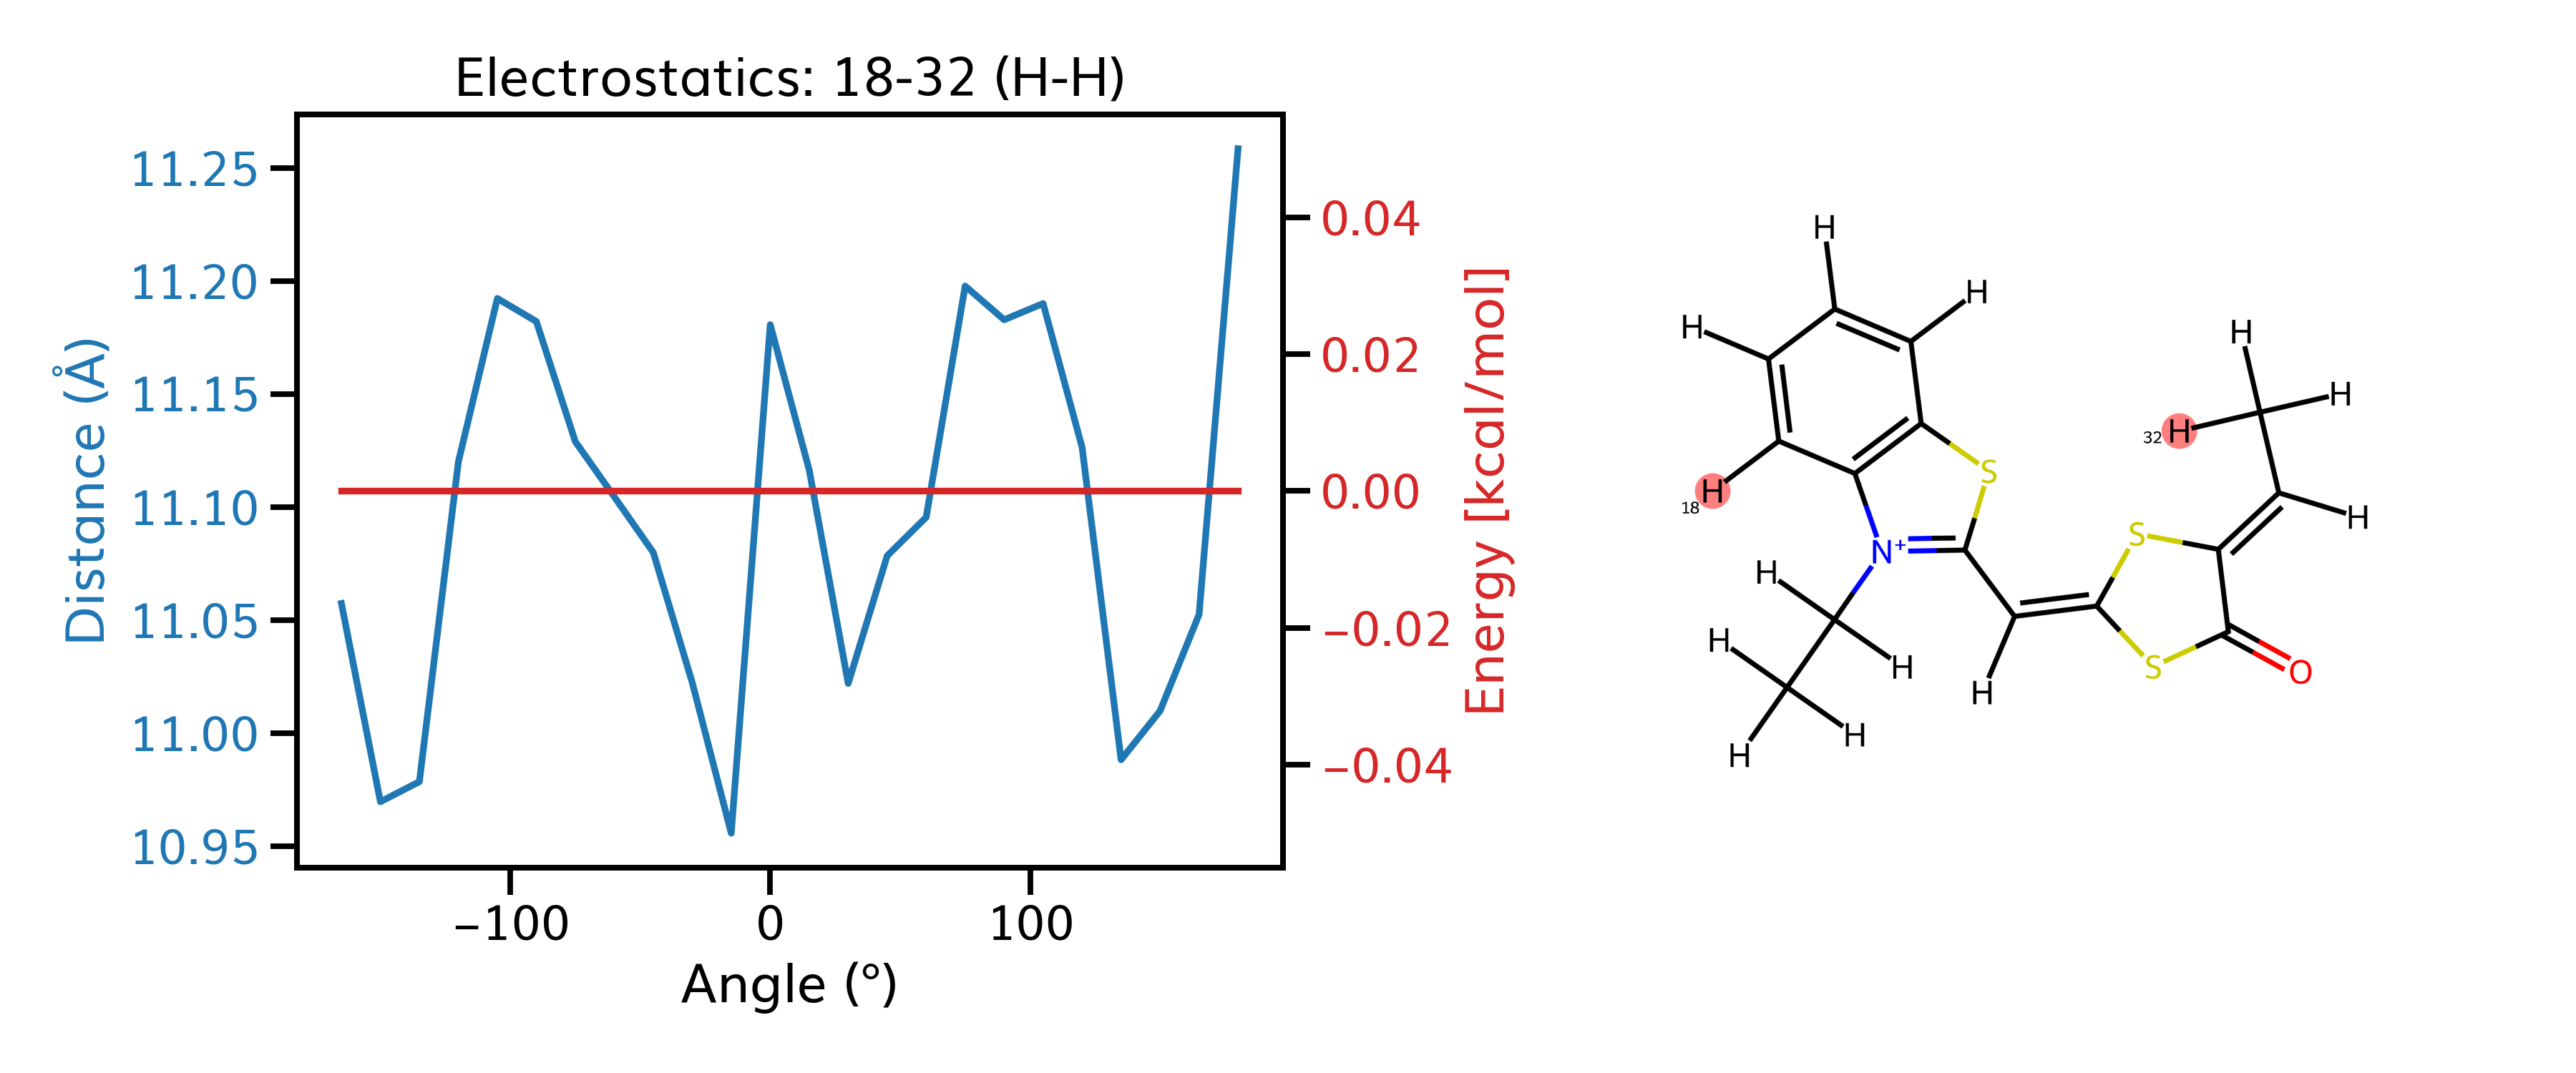 Electrostatics: 18-32 (H-H)
11.25
11.20
11.15
11.10
11.05
11.00
10.95
Distance (Å)
−100
0
100
Angle (°)
0.04
0.02
0.00
−0.02
−0.04
Energy [kcal/mol]
H
H
H
H
H
32 H
S
H
18
H
S
N+
H
H
H
H
S
O
H
H
H